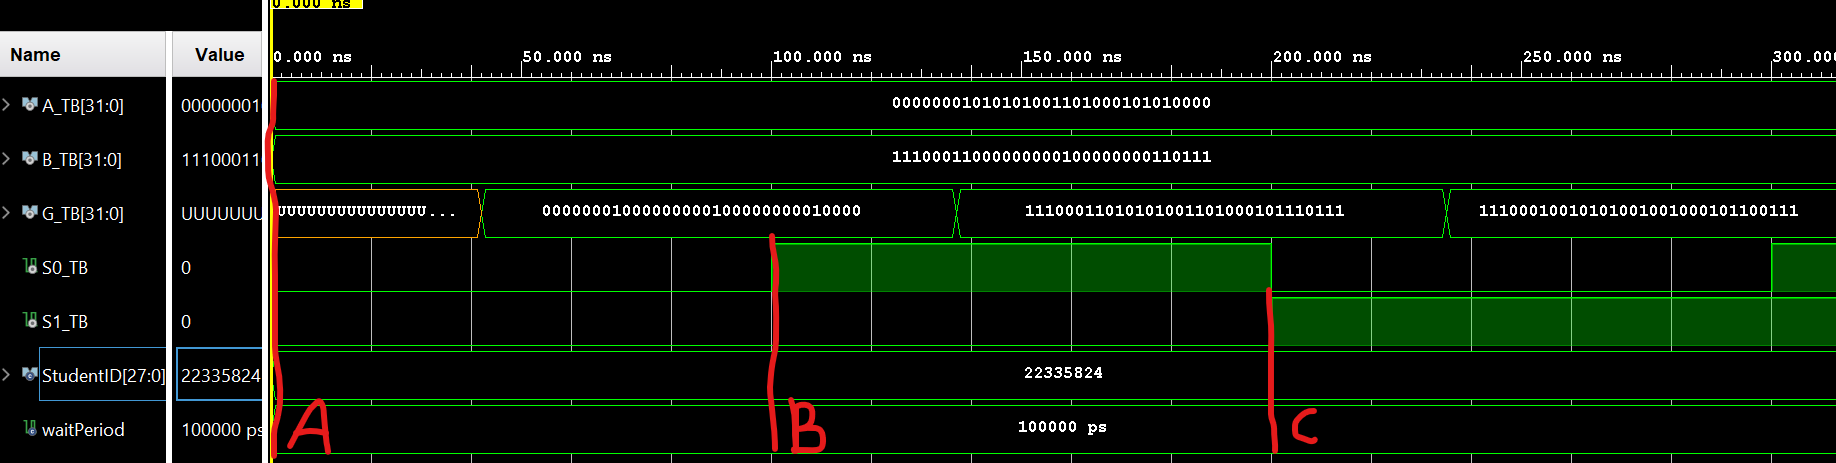 0.000 ns
Name Value 0.000 ns 50.000 ns 100.000 ns 150.000 ns 200.000 ns 250.000 ns 300.00
A_TB[31:0] 00000001 00000001010101001101000101010000
B_TB[31:0] 11100011 11100011000000000100000000110111
G_TB[31:0] UUUUUUU UUUUUUUUUUUUUUU... 00000001000000000100000000010000 11100011010101001101000101110111 11100010010101001001000101100111
S0_TB 0
S1_TB 0
StudentID[27:0] 22335824 22335824
waitPeriod 100000 ps 100000 ps
A B C